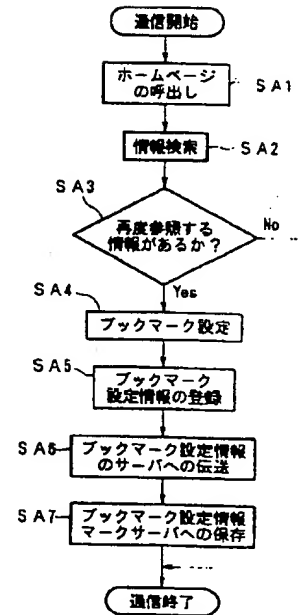 通信開始
ホームページ
の呼出し
SA1
情報検索
SA2
SA3
再度参照する
情報があるか？
No
Yes
SA4
ブックマーク設定
SA5
ブックマーク
設定情報の登録
SA6
ブックマーク設定情報
のサーバへの伝送
SA7
ブックマーク設定情報
マークサーバへの保存
通信終了